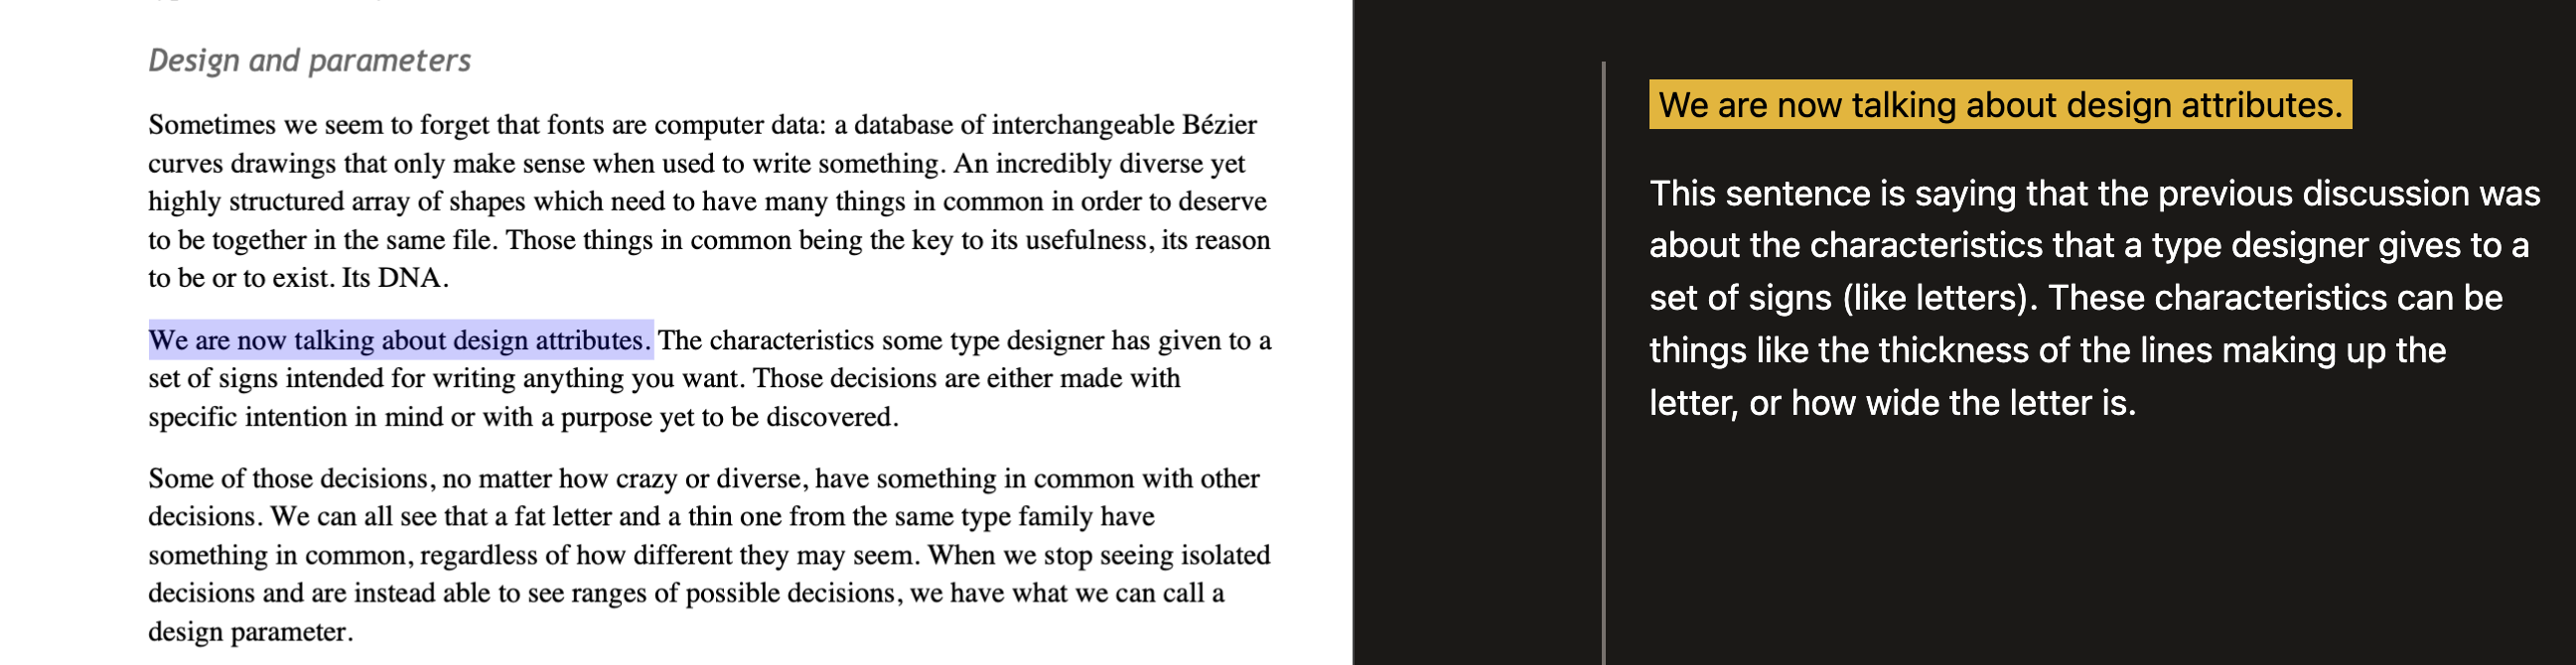 Design and parameters
Sometimes we seem to forget that fonts are computer data: a database of interchangeable Bézier
curves drawings that only make sense when used to write something. An incredibly diverse yet
highly structured array of shapes which need to have many things in common in order to deserve
to be together in the same file. Those things in common being the key to its usefulness, its reason
to be or to exist. Its DNA.
We are now talking about design attributes. The characteristics some type designer has given to a
set of signs intended for writing anything you want. Those decisions are either made with
specific intention in mind or with a purpose yet to be discovered.
Some of those decisions, no matter how crazy or diverse, have something in common with other
decisions. We can all see that a fat letter and a thin one from the same type family have
something in common, regardless of how different they may seem. When we stop seeing isolated
decisions and are instead able to see ranges of possible decisions, we have what we can call a
design parameter.
We are now talking about design attributes.
This sentence is saying that the previous discussion was
about the characteristics that a type designer gives to a
set of signs (like letters). These characteristics can be
things like the thickness of the lines making up the
letter, or how wide the letter is.